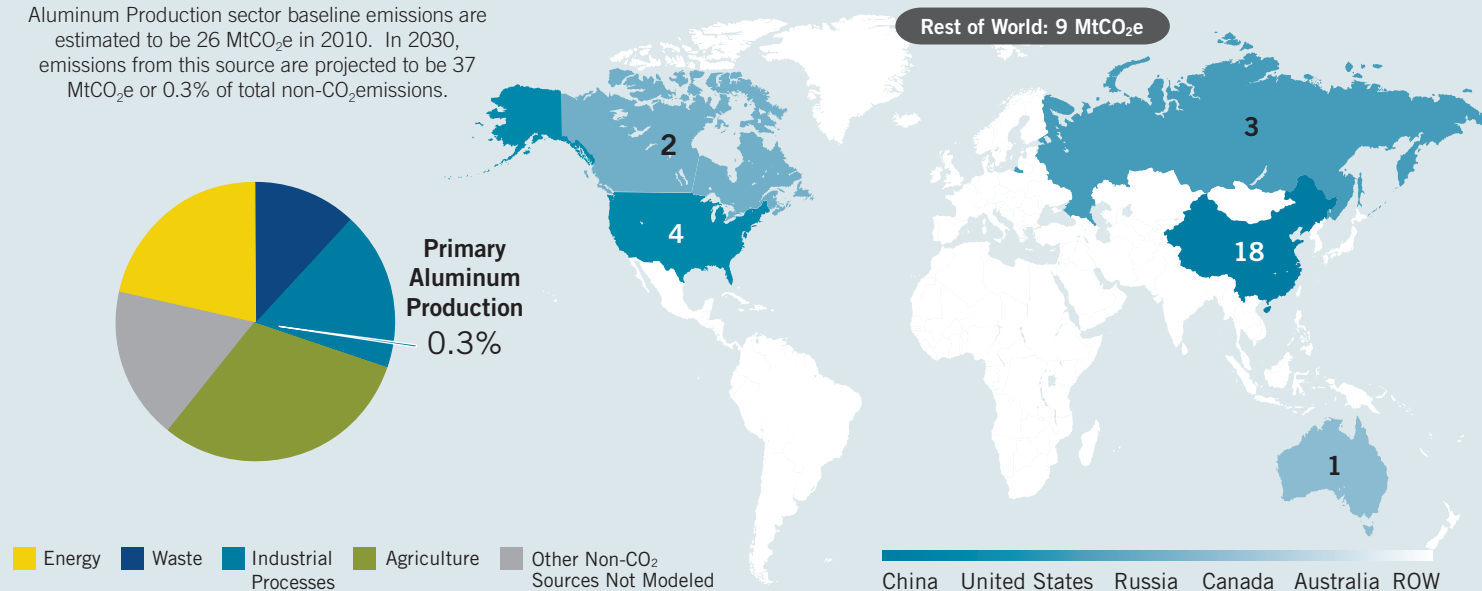 Aluminum Production sector baseline emissions are
estimated to be 26 MtCO₂e in 2010. In 2030,
emissions from this source are projected to be 37
MtCO₂e or 0.3% of total non-CO₂emissions.
Rest of World: 9 MtCO₂e
2
3
4
18
1
Primary
Aluminum
Production
0.3%
Energy
Waste
Industrial
Processes
Agriculture
Other Non-CO₂
Sources Not Modeled
China United States Russia Canada Australia ROW